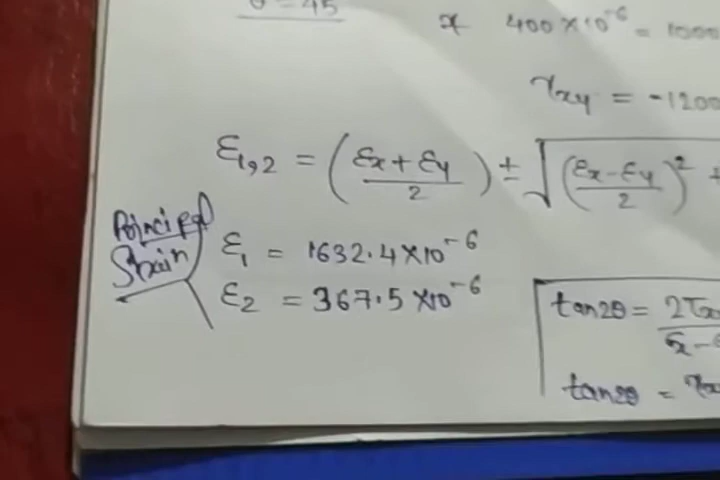 θ = 45
400×10⁻⁶ = 1000
γxy = -1200
ε₁,₂ = (εx + εy / 2) ± √(εx - εy / 2)² +
Principal
Strain
ε₁ = 1632.4×10⁻⁶
ε₂ = 367.5×10⁻⁶
tan2θ = 2τx
tan2θ =